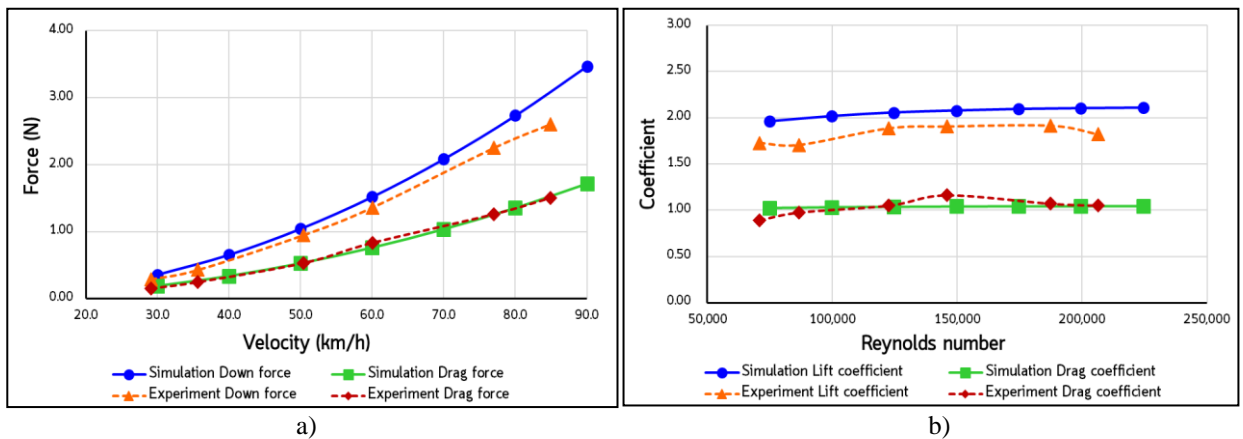 4.00
3.00
2.00
1.00
0.00
Force (N)
20.0 30.0 40.0 50.0 60.0 70.0 80.0 90.0
Velocity (km/h)
Simulation Down force Simulation Drag force
Experiment Down force Experiment Drag force
a)
3.00
2.50
2.00
1.50
1.00
0.50
0.00
Coefficient
50,000 100,000 150,000 200,000 250,000
Reynolds number
Simulation Lift coefficient Simulation Drag coefficient
Experiment Lift coefficient Experiment Drag coefficient
b)